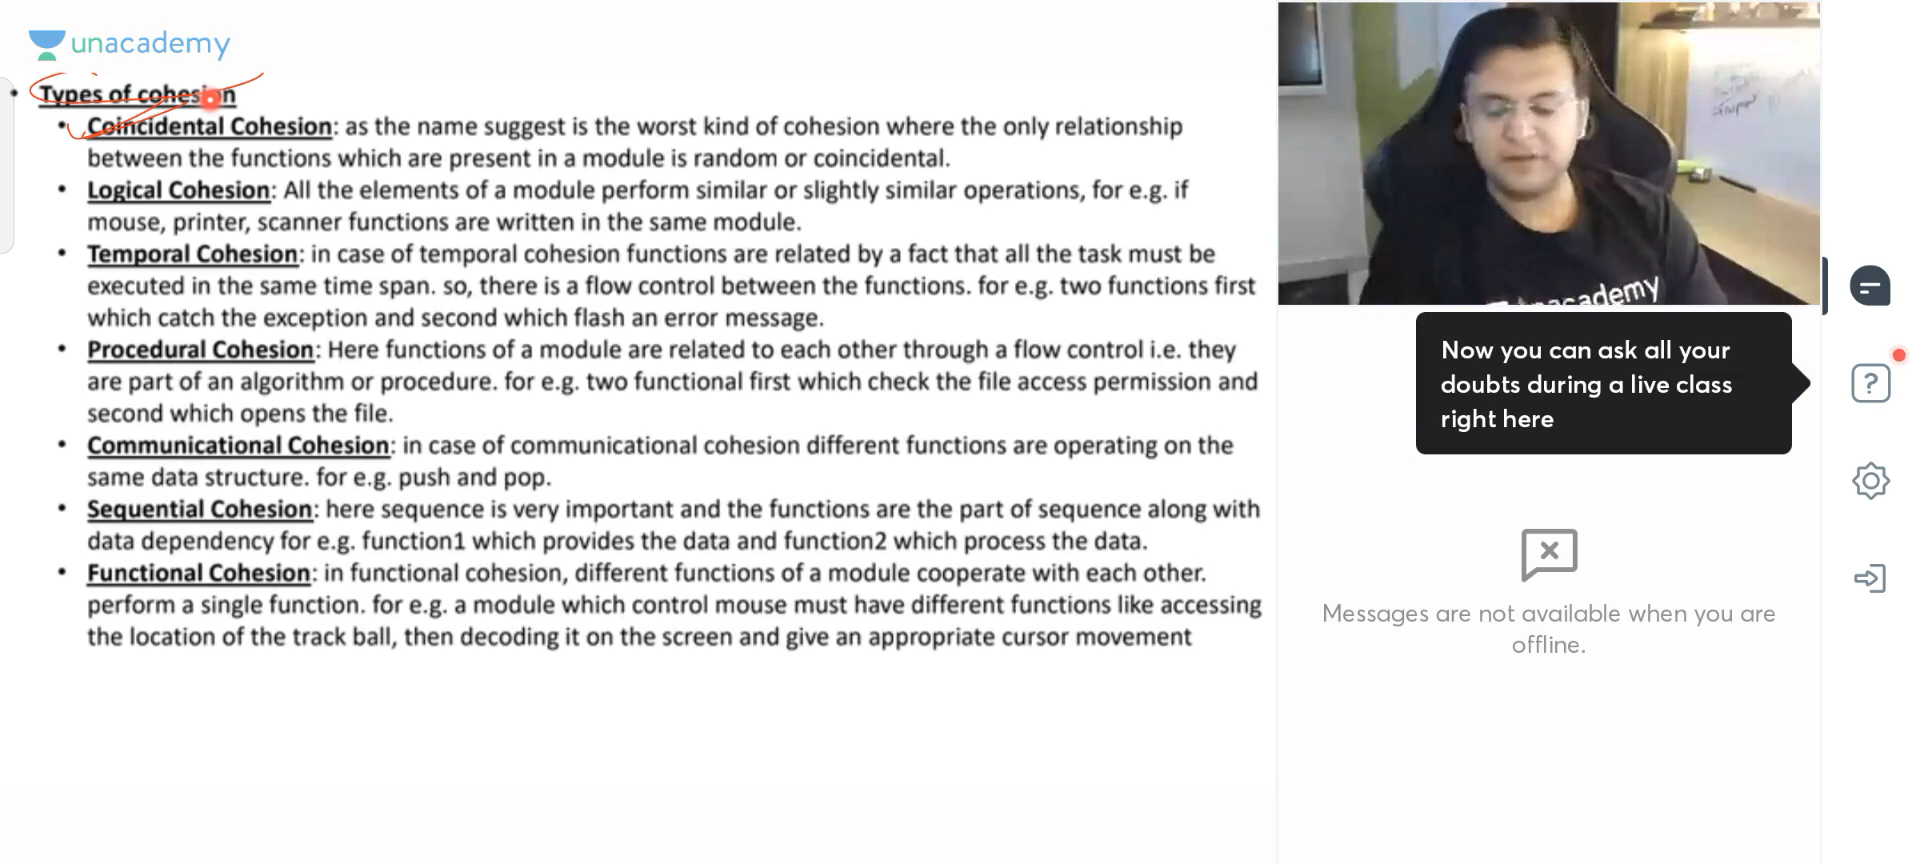 unacademy
• Types of cohesion
• Coincidental Cohesion: as the name suggest is the worst kind of cohesion where the only relationship
between the functions which are present in a module is random or coincidental.
• Logical Cohesion: All the elements of a module perform similar or slightly similar operations, for e.g. if
mouse, printer, scanner functions are written in the same module.
• Temporal Cohesion: in case of temporal cohesion functions are related by a fact that all the task must be
executed in the same time span. so, there is a flow control between the functions. for e.g. two functions first
which catch the exception and second which flash an error message.
• Procedural Cohesion: Here functions of a module are related to each other through a flow control i.e. they
are part of an algorithm or procedure. for e.g. two functional first which check the file access permission and
second which opens the file.
• Communicational Cohesion: in case of communicational cohesion different functions are operating on the
same data structure. for e.g. push and pop.
• Sequential Cohesion: here sequence is very important and the functions are the part of sequence along with
data dependency for e.g. function1 which provides the data and function2 which process the data.
• Functional Cohesion: in functional cohesion, different functions of a module cooperate with each other.
perform a single function. for e.g. a module which control mouse must have different functions like accessing
the location of the track ball, then decoding it on the screen and give an appropriate cursor movement
unacademy
Now you can ask all your
doubts during a live class
right here
?
Messages are not available when you are
offline.